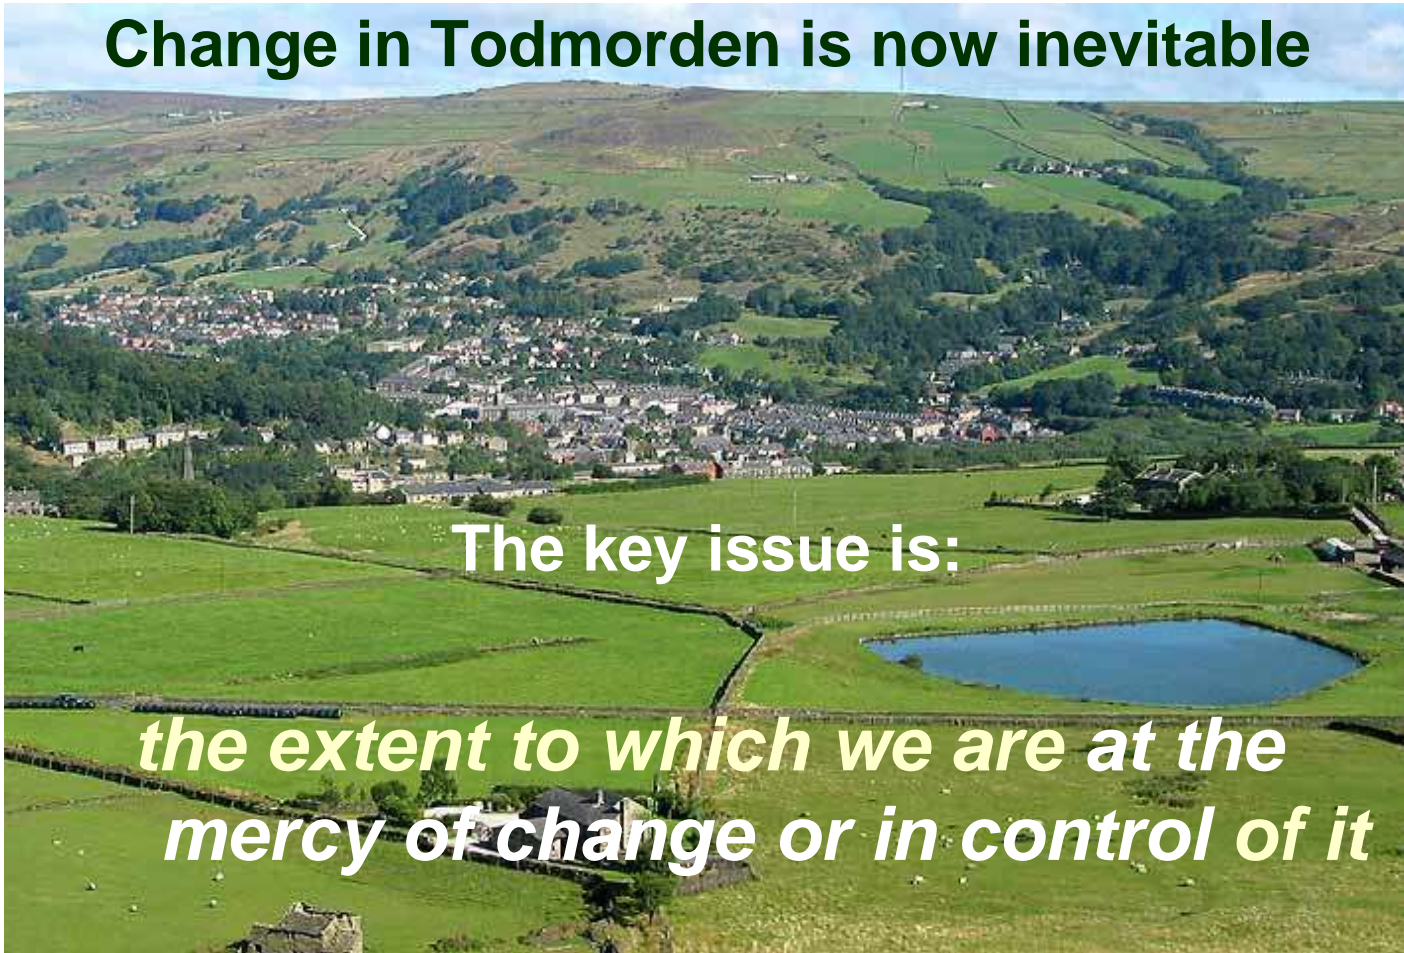 Change in Todmorden is now inevitable
The key issue is:
the extent to which we are at the
mercy of change or in control of it